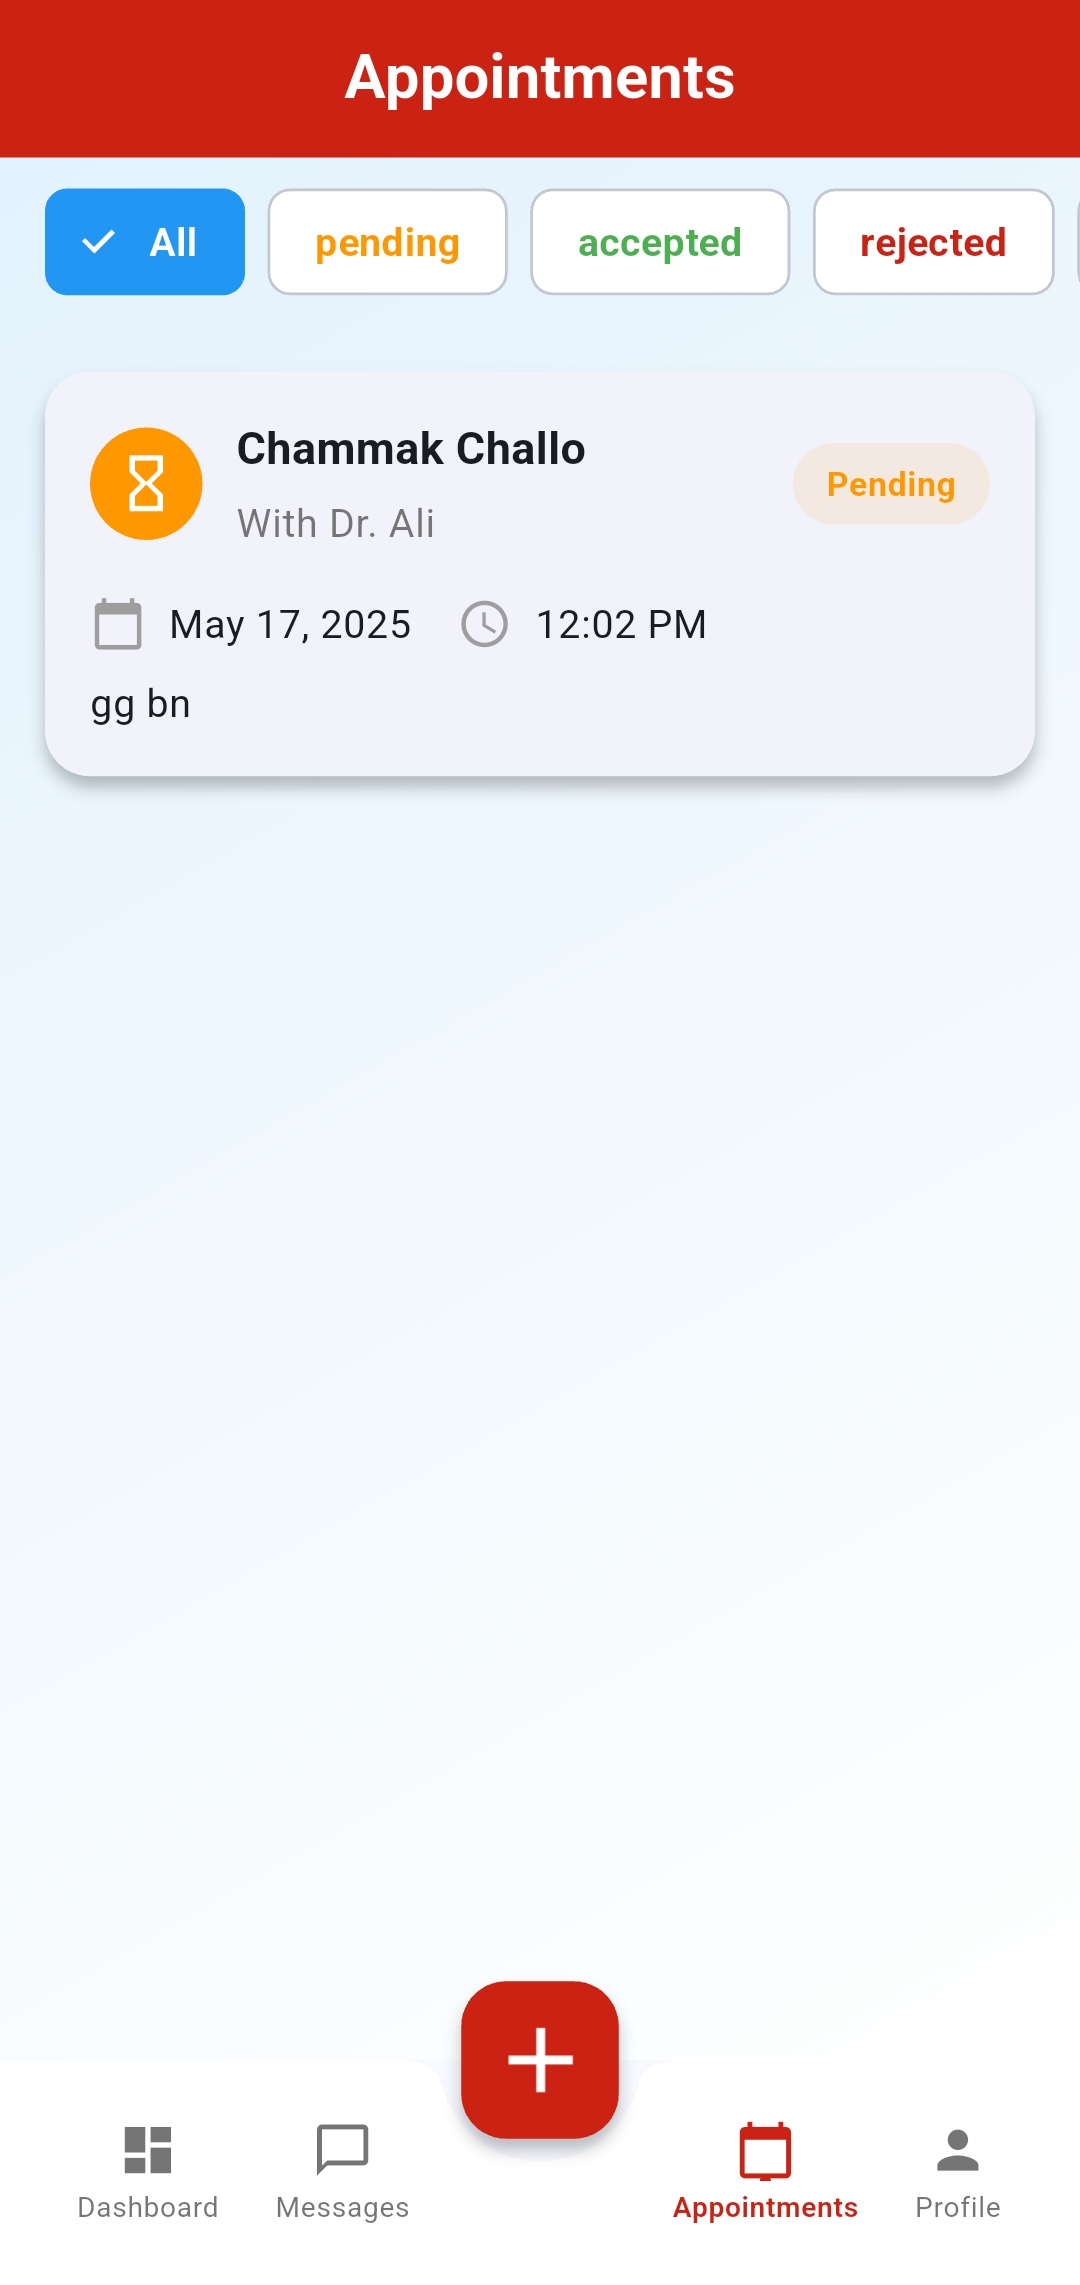 Appointments
All
pending
accepted
rejected
Chammak Challo
With Dr. Ali
Pending
May 17, 2025
12:02 PM
gg bn
Dashboard
Messages
Appointments
Profile